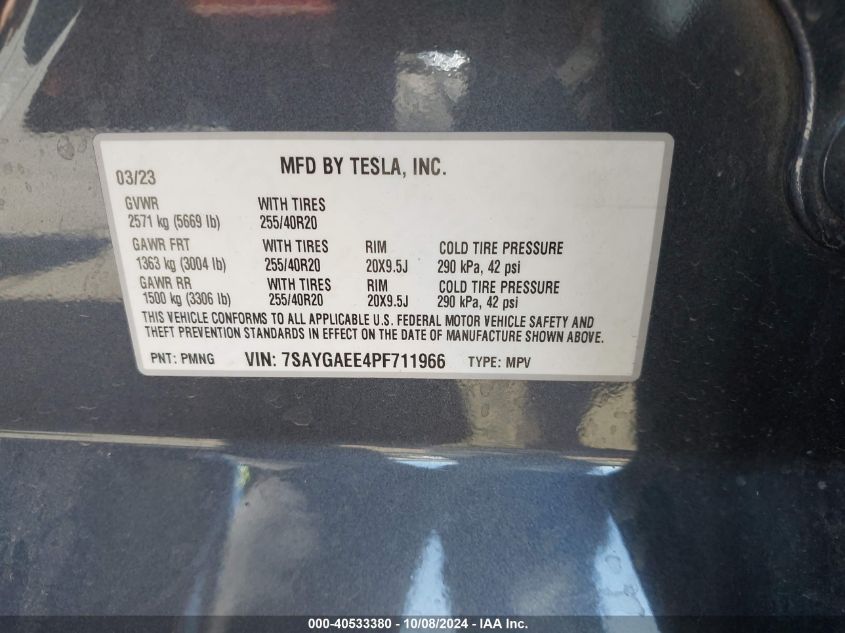 03/23 MFD BY TESLA, INC.
GVWR WITH TIRES
2571 kg (5669 lb) 255/40R20
GAWR FRT WITH TIRES RIM COLD TIRE PRESSURE
1363 kg (3004 lb) 255/40R20 20X9.5J 290 kPa, 42 psi
GAWR RR WITH TIRES RIM COLD TIRE PRESSURE
1500 kg (3306 lb) 255/40R20 20X9.5J 290 kPa, 42 psi
THIS VEHICLE CONFORMS TO ALL APPLICABLE U.S. FEDERAL MOTOR VEHICLE SAFETY AND
THEFT PREVENTION STANDARDS IN EFFECT ON THE DATE OF MANUFACTURE SHOWN ABOVE.
PNT: PMNG VIN: 7SAYGAEE4PF711966 TYPE: MPV
000-40533380 - 10/08/2024 - IAA Inc.